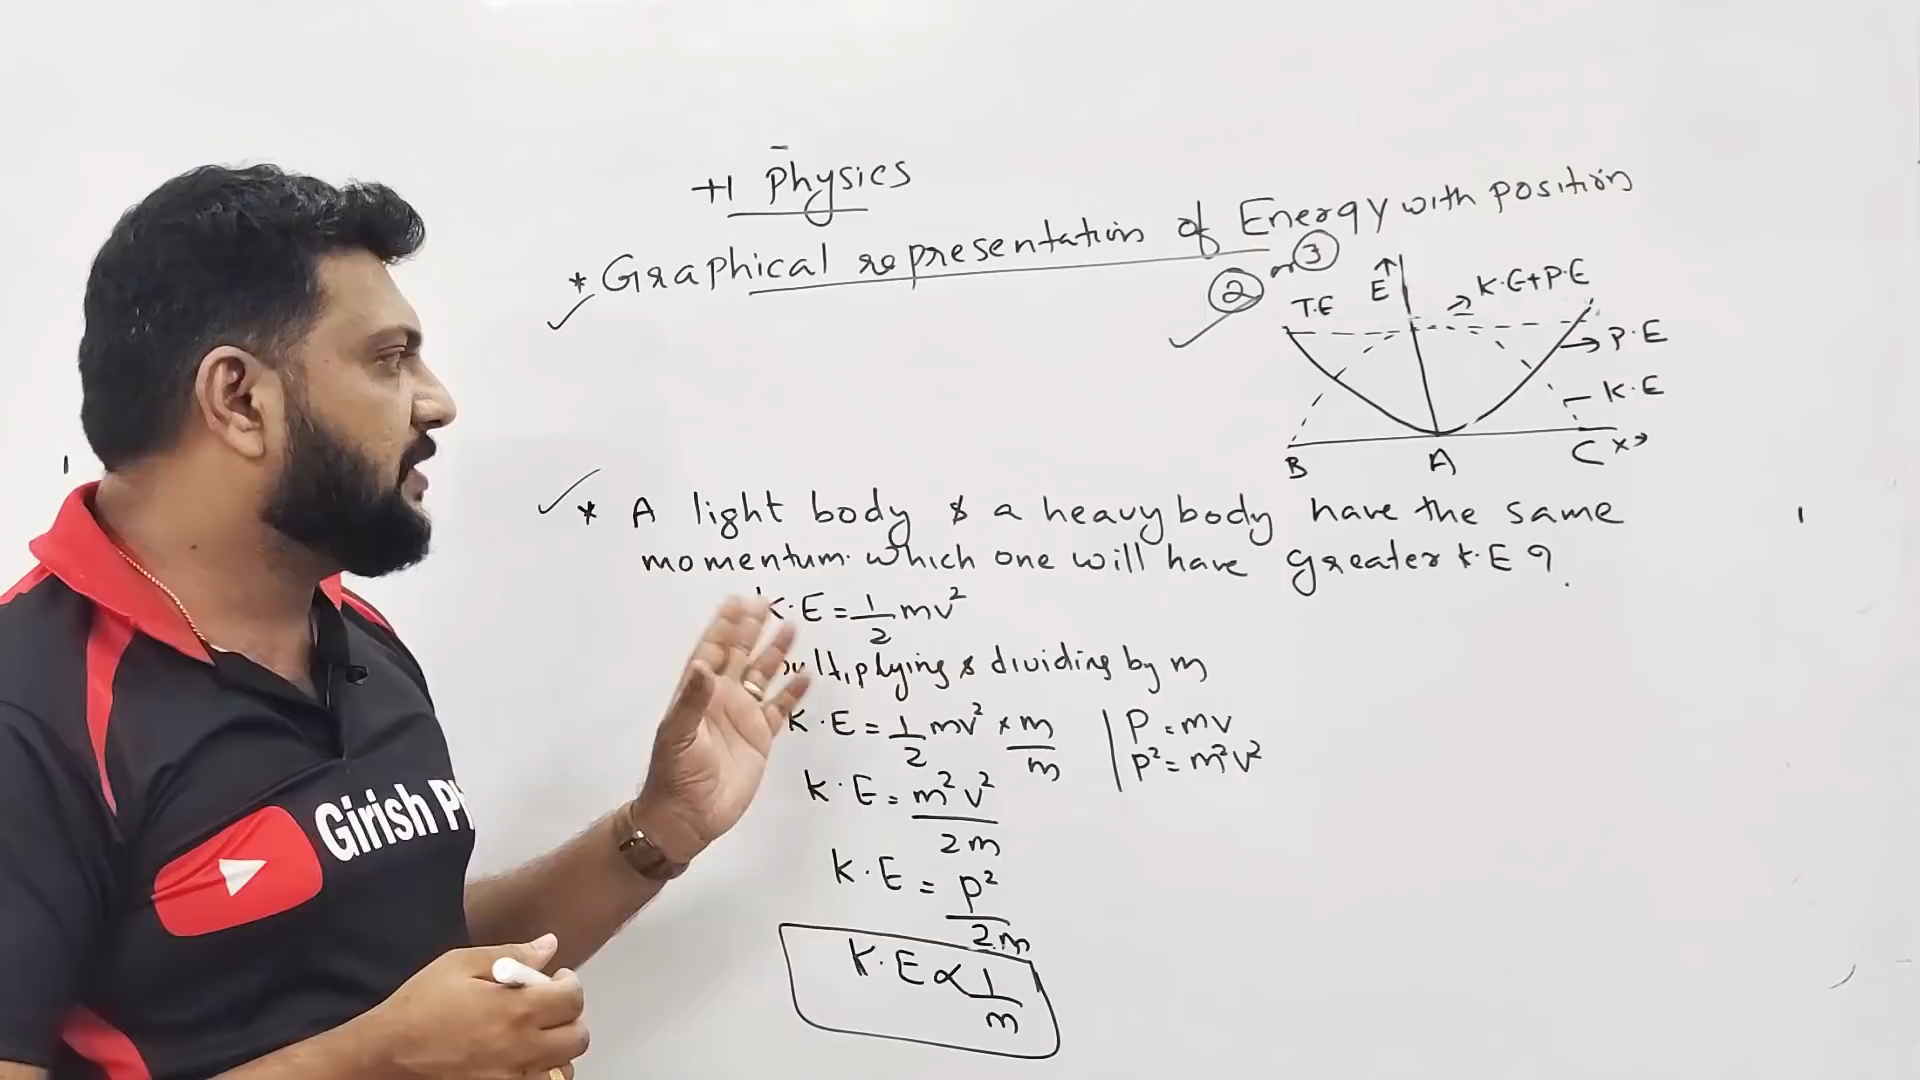 +1 Physics
* Graphical representation of Energy with position
2 or 3
T.E
E
K.E+P.E
P.E
K.E
B
A
C
x→
* A light body & a heavy body have the same
momentum. which one will have greater K.E ?
K.E = 1/2 mv²
multiplying & dividing by m
K.E = 1/2 mv² × m/m
P = mv
P² = m²v²
K.E = m²v²/2m
K.E = P²/2m
K.E ∝ 1/m
Girish